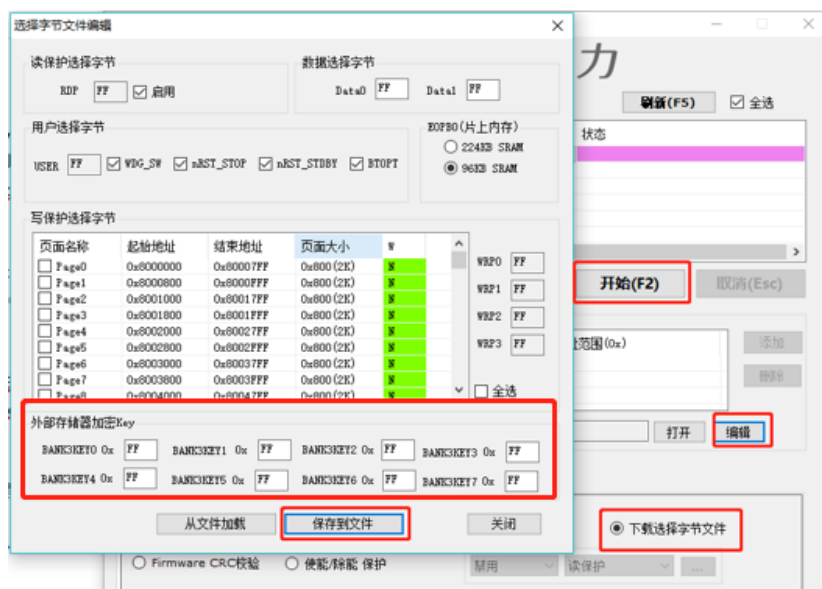 选择字节文件编辑
力
读保护选择字节
RDP FF 启用
数据选择字节
Data0 FF Data1 FF
刷新(F5) 全选
状态
用户选择字节
USER FF WDG_SW nRST_STOP nRST_STDBY BTOPT
EOPB0(片上内存)
224KB SRAM
96KB SRAM
写保护选择字节
页面名称 起始地址 结束地址 页面大小 W
Page0 0x8000000 0x80007FF 0x800(2K) N
Page1 0x8000800 0x8000FFF 0x800(2K) N
Page2 0x8001000 0x80017FF 0x800(2K) N
Page3 0x8001800 0x8001FFF 0x800(2K) N
Page4 0x8002000 0x80027FF 0x800(2K) N
Page5 0x8002800 0x8002FFF 0x800(2K) N
Page6 0x8003000 0x80037FF 0x800(2K) N
Page7 0x8003800 0x8003FFF 0x800(2K) N
Page8 0x8004000 0x80047FF 0x800(2K) N
WRP0 FF
WRP1 FF
WRP2 FF
WRP3 FF
全选
开始(F2) 取消(Esc)
址范围(0x) 添加
删除
打开 编辑
外部存储器加密Key
BANK3KEY0 0x FF BANK3KEY1 0x FF BANK3KEY2 0x FF BANK3KEY3 0x FF
BANK3KEY4 0x FF BANK3KEY5 0x FF BANK3KEY6 0x FF BANK3KEY7 0x FF
从文件加载 保存到文件 关闭
下载选择字节文件
Firmware CRC校验 使能/除能 保护 禁用 读保护 ...